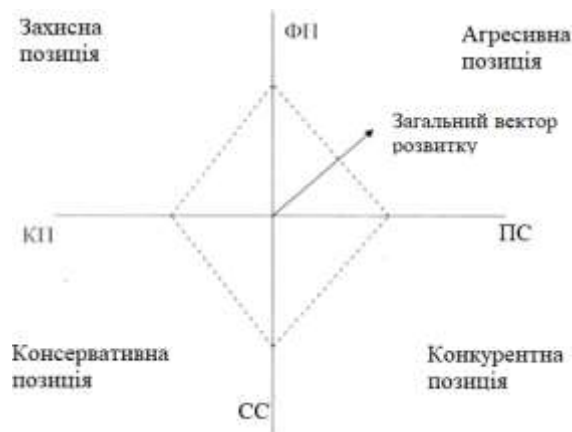 Захисна
позиція
ФП
Агресивна
позиція
Загальний вектор
розвитку
КП
ПС
Консервативна
позиція
Конкурентна
позиція
СС